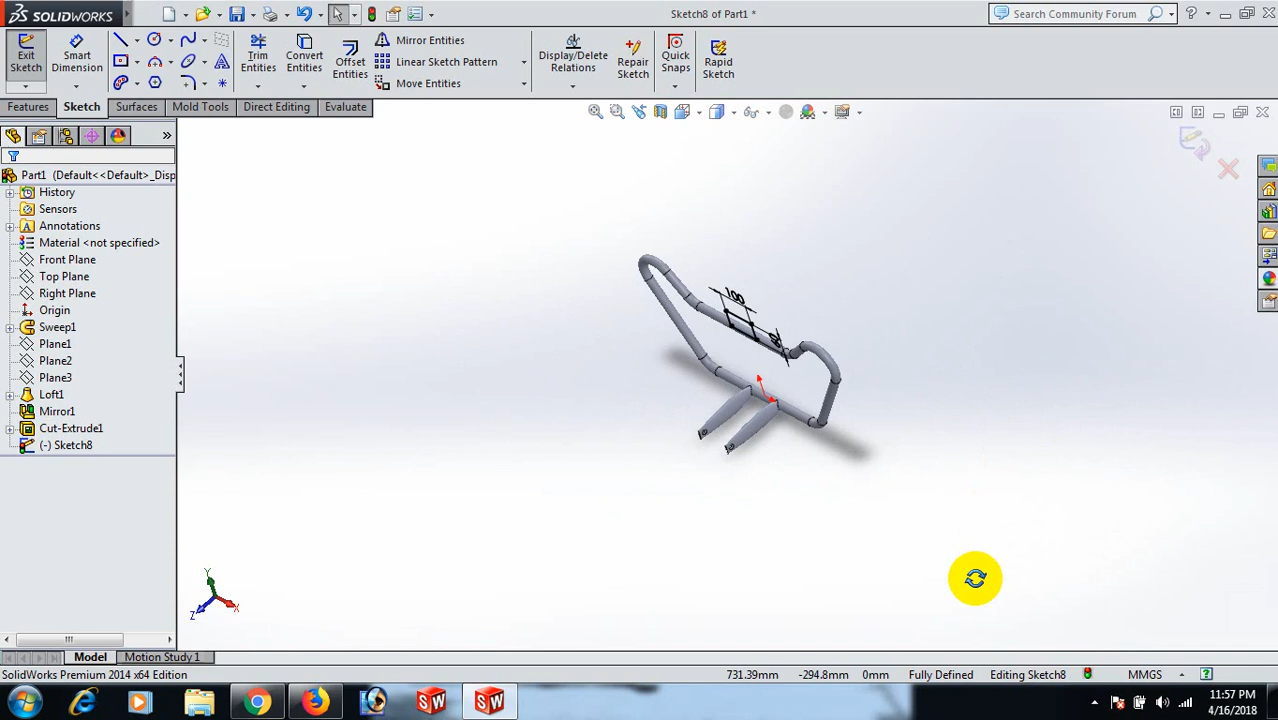 SOLIDWORKS
Sketch8 of Part1 *
Search Community Forum
Exit Sketch
Smart Dimension
Trim Entities
Convert Entities
Offset Entities
Mirror Entities
Linear Sketch Pattern
Move Entities
Display/Delete Relations
Repair Sketch
Quick Snaps
Rapid Sketch
Features
Sketch
Surfaces
Mold Tools
Direct Editing
Evaluate
Part1 (Default<<Default>_Disp
History
Sensors
Annotations
Material <not specified>
Front Plane
Top Plane
Right Plane
Origin
Sweep1
Plane1
Plane2
Plane3
Loft1
Mirror1
Cut-Extrude1
(-) Sketch8
100
Y
Z
X
Model
Motion Study 1
SolidWorks Premium 2014 x64 Edition
731.39mm
-294.8mm
0mm
Fully Defined
Editing Sketch8
MMGS
11:57 PM
4/16/2018